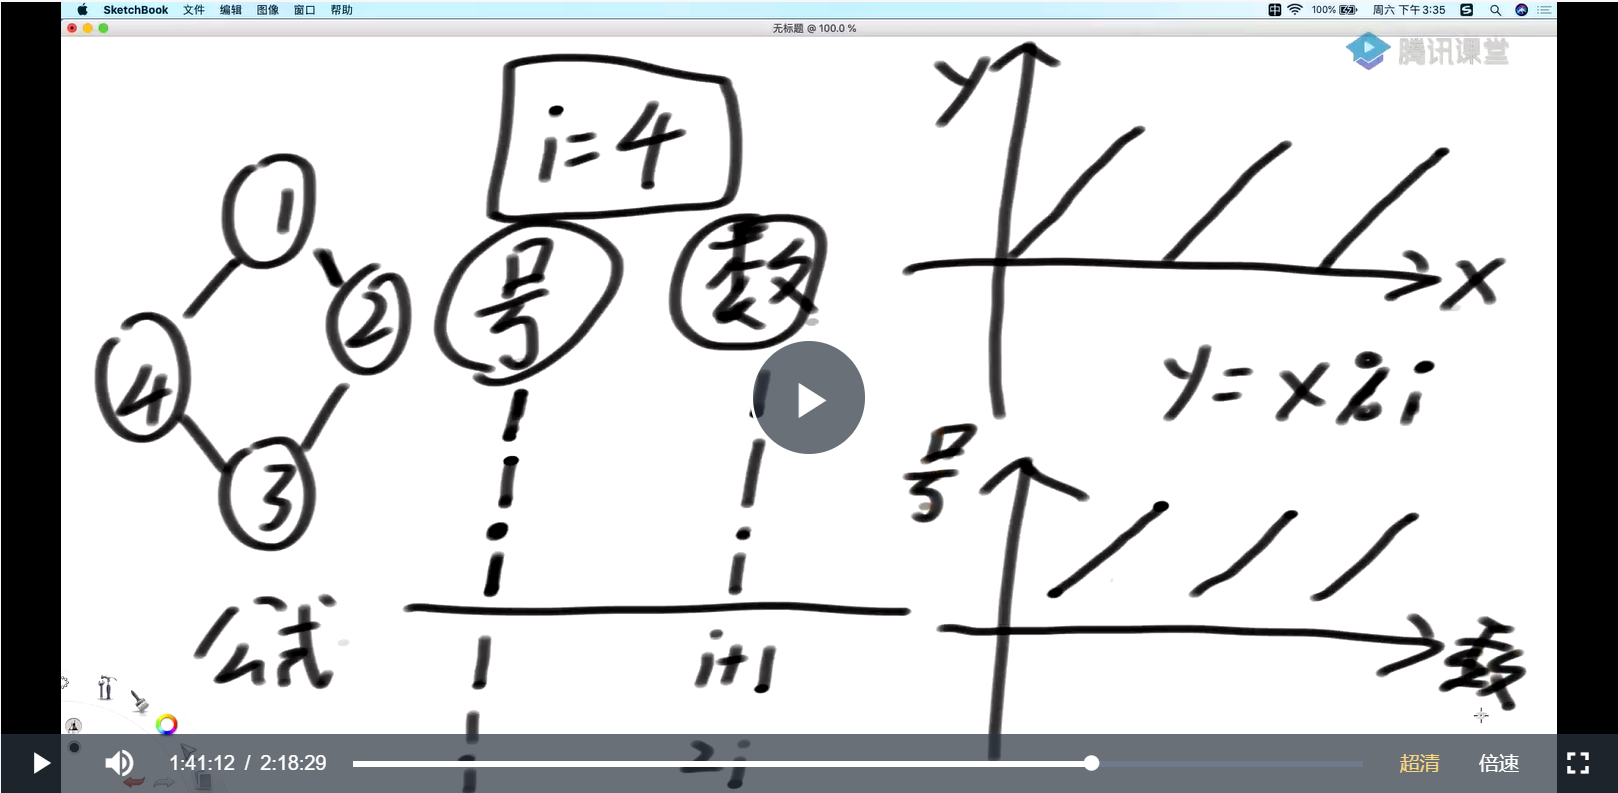 SketchBook 文件 编辑 图像 窗口 帮助 100% 周六 下午3:35
无标题 @ 100.0 %
腾讯课堂
i=4
y
1
号 数
2
x
4
y = x % i
号
3
公式
1 i+1
数
i 2i
1:41:12 / 2:18:29 超清 倍速